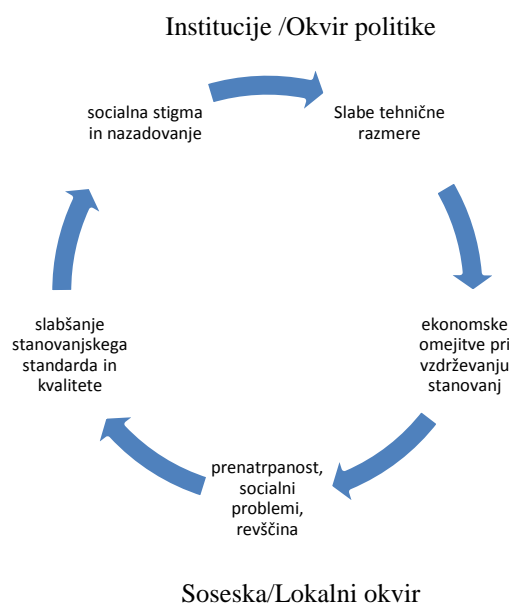 Institucije /Okvir politike
socialna stigma
in nazadovanje
Slabe tehnične
razmere
ekonomske
omejitve pri
vzdrževanju
stanovanj
prenatrpanost,
socialni
problemi,
revščina
slabšanje
stanovanjskega
standarda in
kvalitete
Soseska/Lokalni okvir